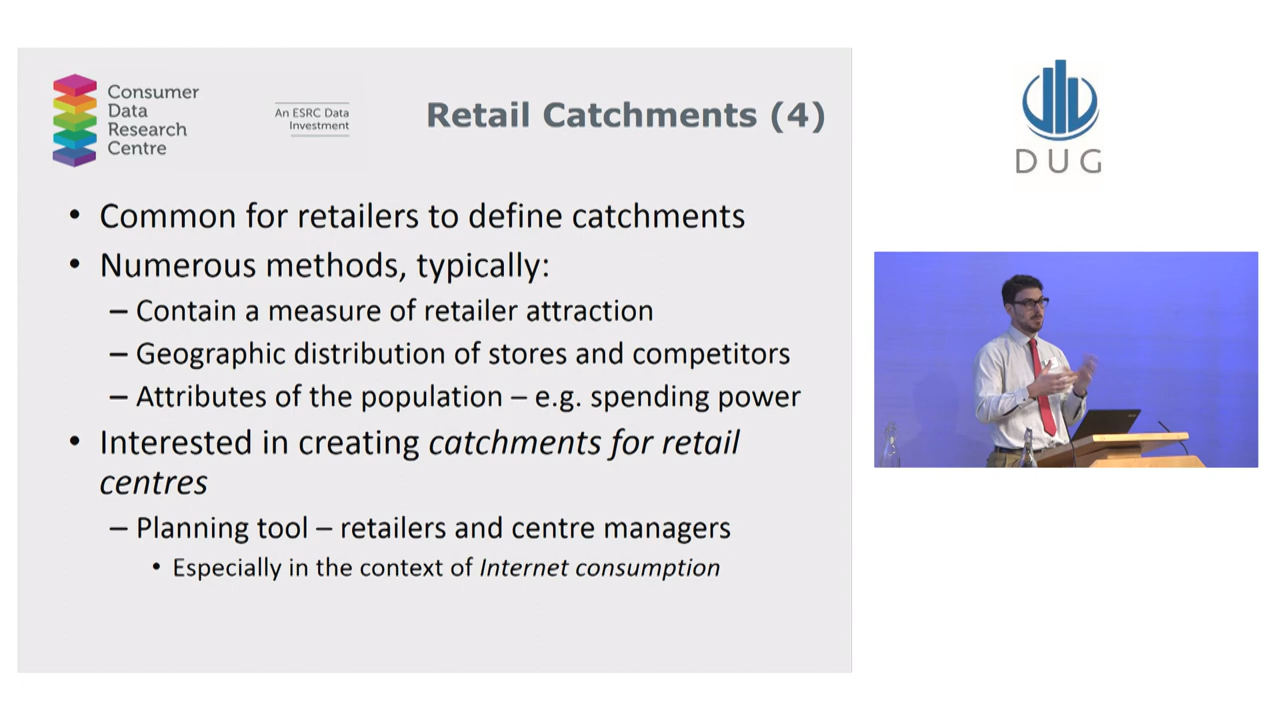 Consumer
Data
Research
Centre
An ESRC Data
Investment
Retail Catchments (4)
• Common for retailers to define catchments
• Numerous methods, typically:
– Contain a measure of retailer attraction
– Geographic distribution of stores and competitors
– Attributes of the population – e.g. spending power
• Interested in creating catchments for retail
centres
– Planning tool – retailers and centre managers
• Especially in the context of Internet consumption
DUG